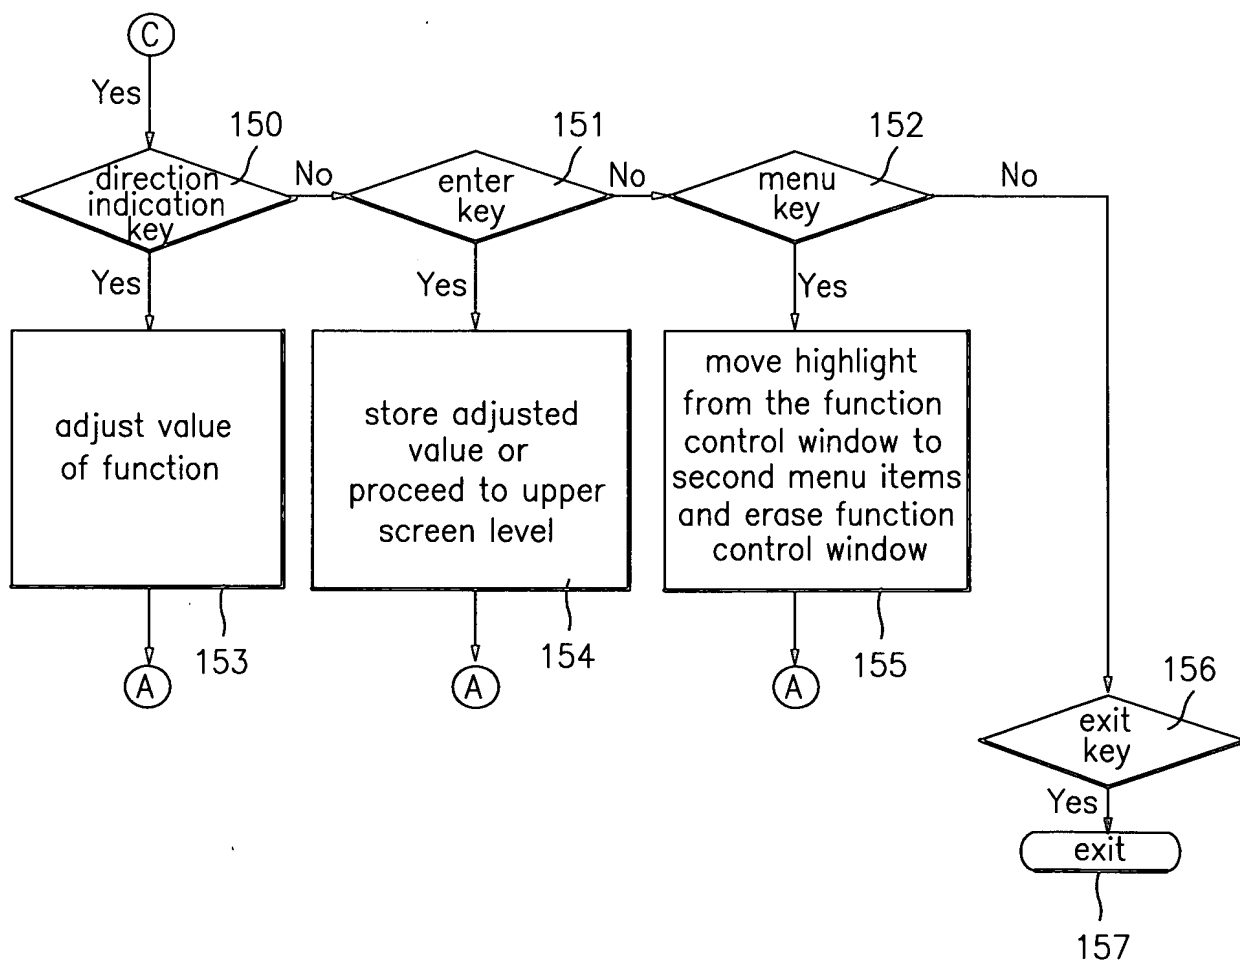 C
Yes
150
151
152
direction
indication
key
No
enter
key
No
menu
key
No
Yes
Yes
Yes
adjust value
of function
store adjusted
value or
proceed to upper
screen level
move highlight
from the function
control window to
second menu items
and erase function
control window
153
154
155
A
A
A
156
exit
key
Yes
exit
157